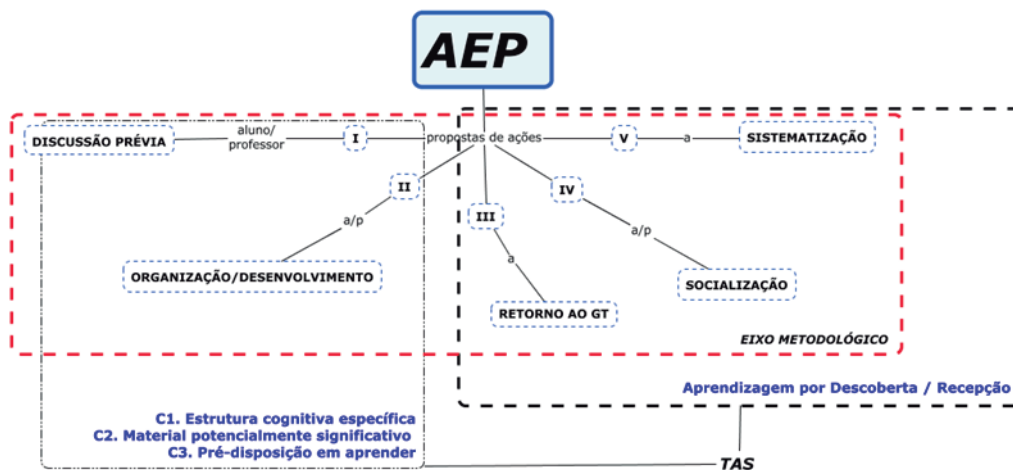 AEP
DISCUSSÃO PRÉVIA
aluno/
professor
I
propostas de ações
V
a
SISTEMATIZAÇÃO
II
III
IV
a/p
a
a/p
ORGANIZAÇÃO/DESENVOLVIMENTO
RETORNO AO GT
SOCIALIZAÇÃO
EIXO METODOLÓGICO
Aprendizagem por Descoberta / Recepção
C1. Estrutura cognitiva específica
C2. Material potencialmente significativo
C3. Pré-disposição em aprender
TAS